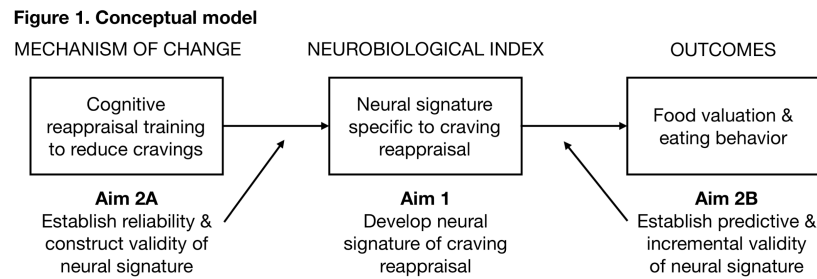 Figure 1. Conceptual model
MECHANISM OF CHANGE
NEUROBIOLOGICAL INDEX
OUTCOMES
Cognitive
reappraisal training
to reduce cravings
Neural signature
specific to craving
reappraisal
Food valuation &
eating behavior
Aim 2A
Establish reliability &
construct validity of
neural signature
Aim 1
Develop neural
signature of craving
reappraisal
Aim 2B
Establish predictive &
incremental validity
of neural signature